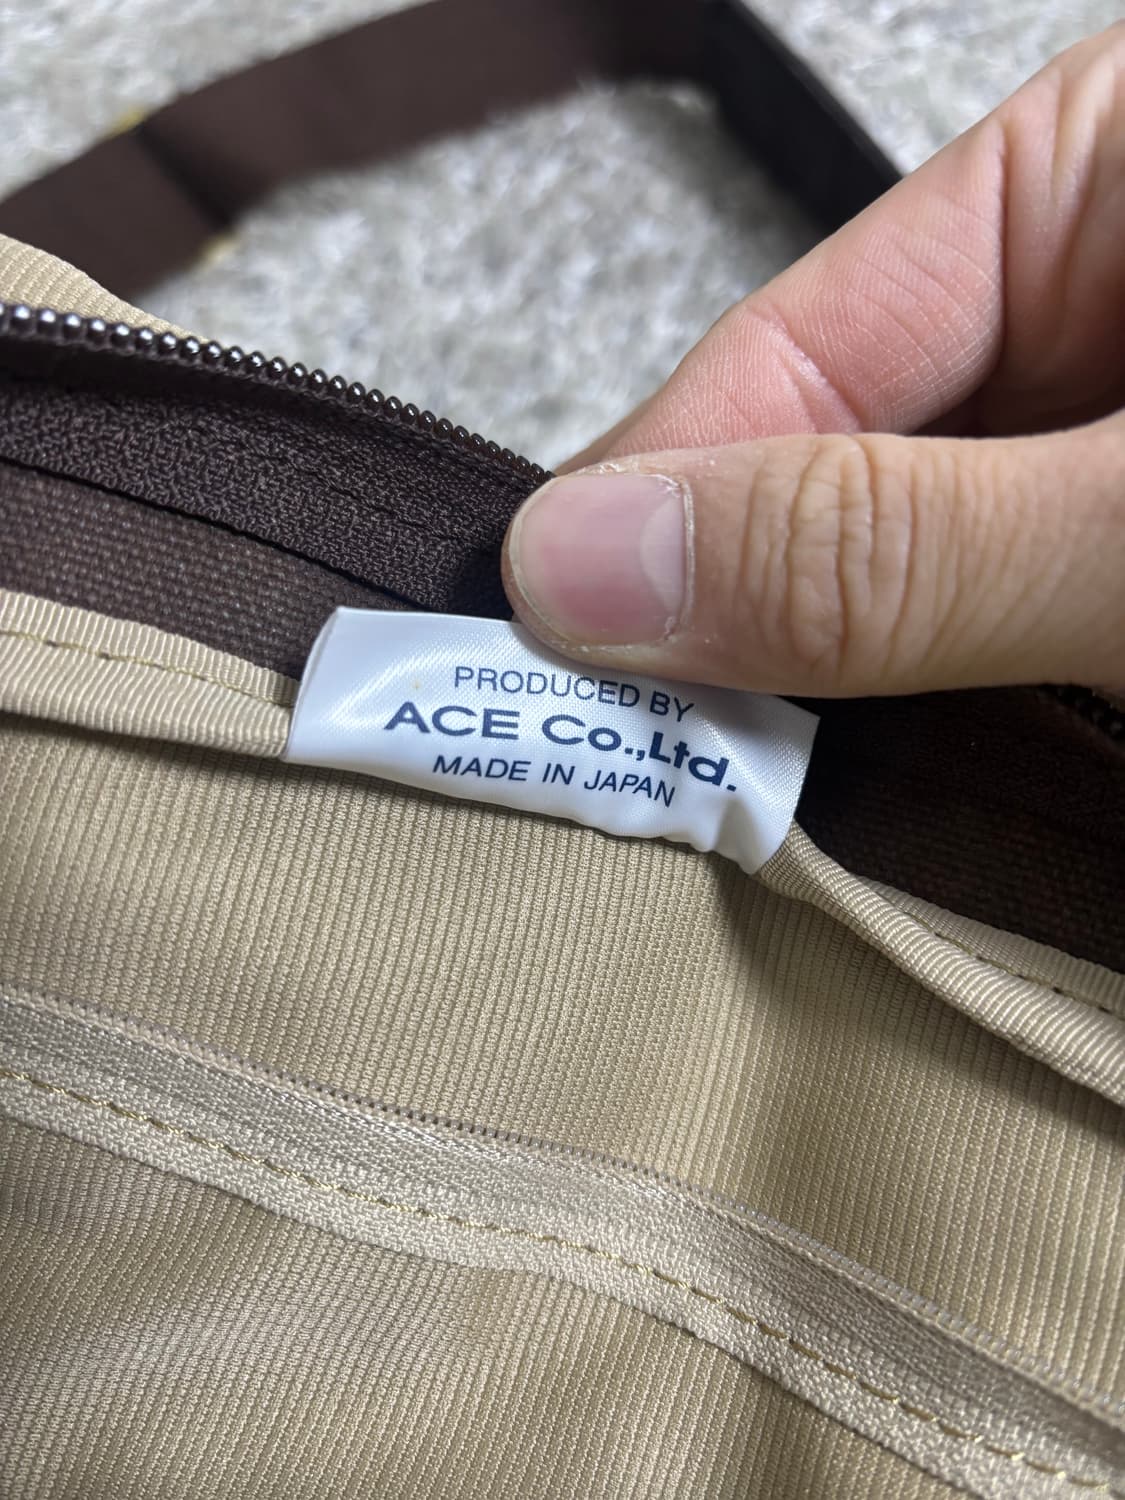 PRODUCED BY
ACE Co.,Ltd.
MADE IN JAPAN